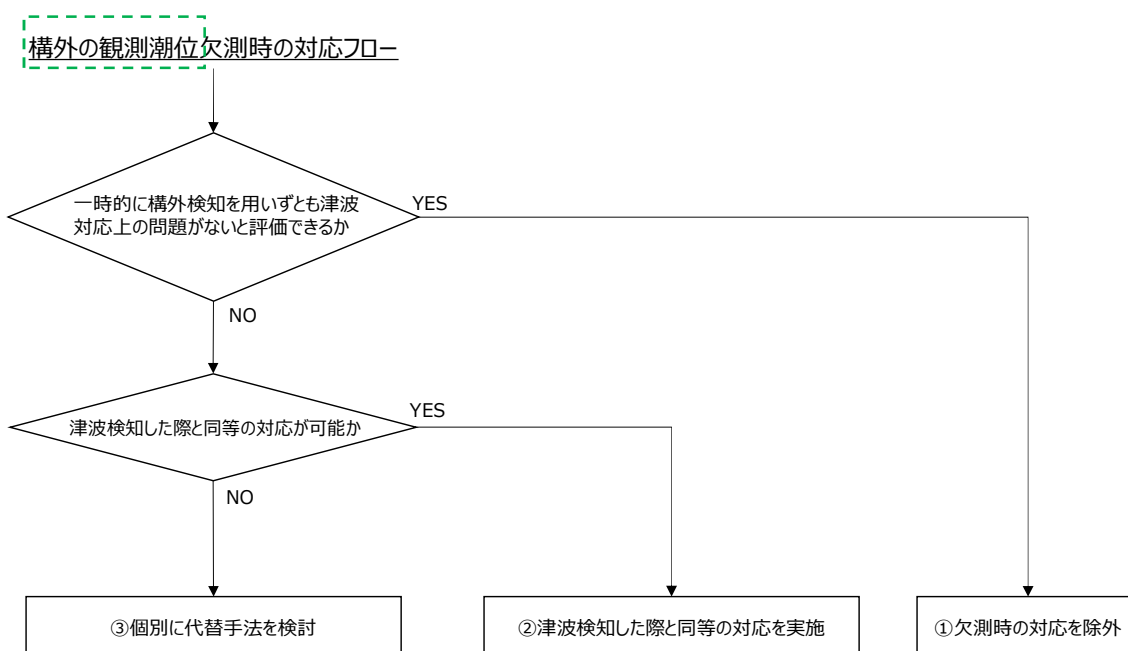 構外の観測潮位欠測時の対応フロー
一時的に構外検知を用いずとも津波
対応上の問題がないと評価できるか
YES
NO
津波検知した際と同等の対応が可能か
YES
NO
③個別に代替手法を検討
②津波検知した際と同等の対応を実施
①欠測時の対応を除外